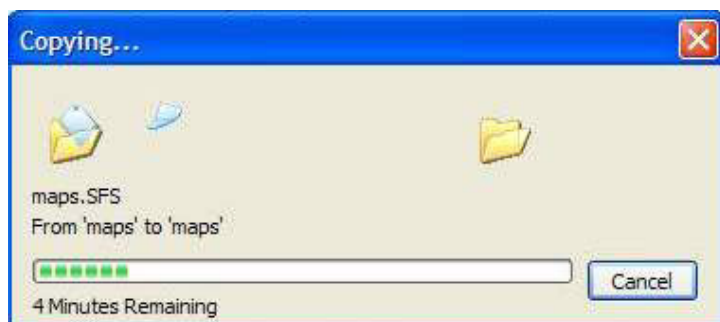 Copying...
maps.SFS
From 'maps' to 'maps'
Cancel
4 Minutes Remaining